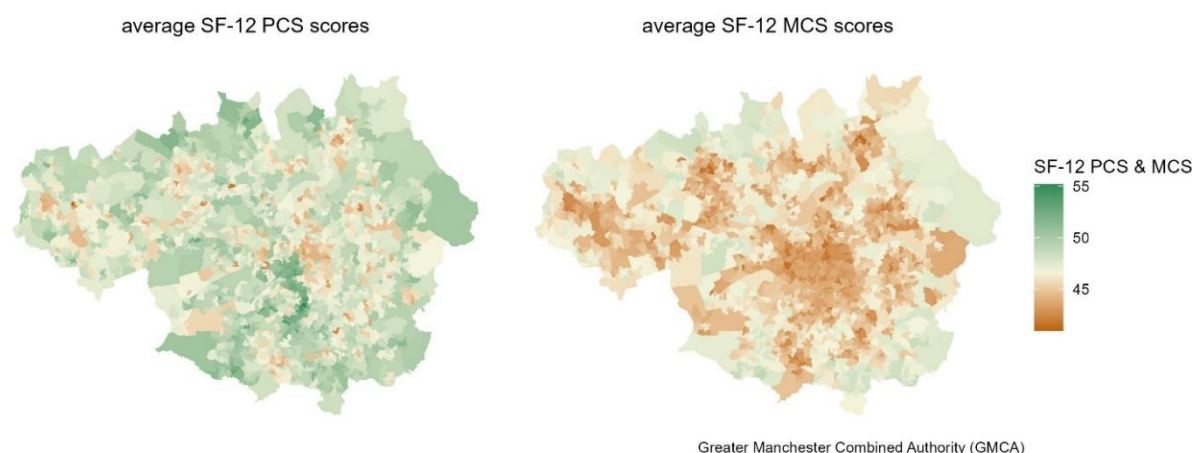 average SF-12 PCS scores
average SF-12 MCS scores
SF-12 PCS & MCS
55
50
45
Greater Manchester Combined Authority (GMCA)